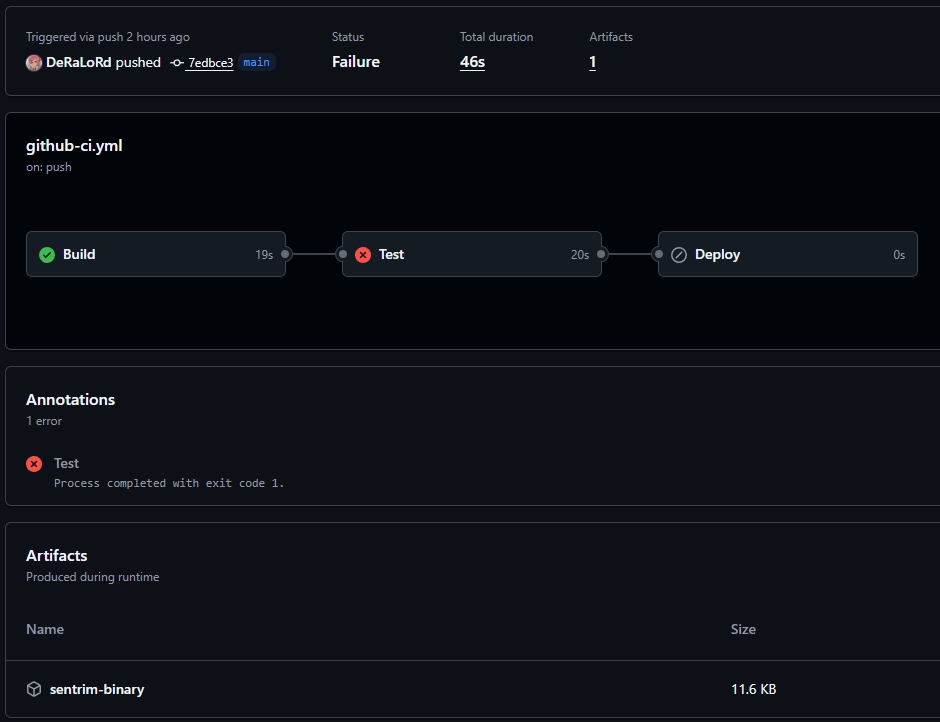 Triggered via push 2 hours ago
Status
Total duration
Artifacts
DeRaLoRd pushed 7edbce3 main
Failure
46s
1
github-ci.yml
on: push
Build 19s
Test 20s
Deploy 0s
Annotations
1 error
Test
Process completed with exit code 1.
Artifacts
Produced during runtime
Name Size
sentrim-binary 11.6 KB